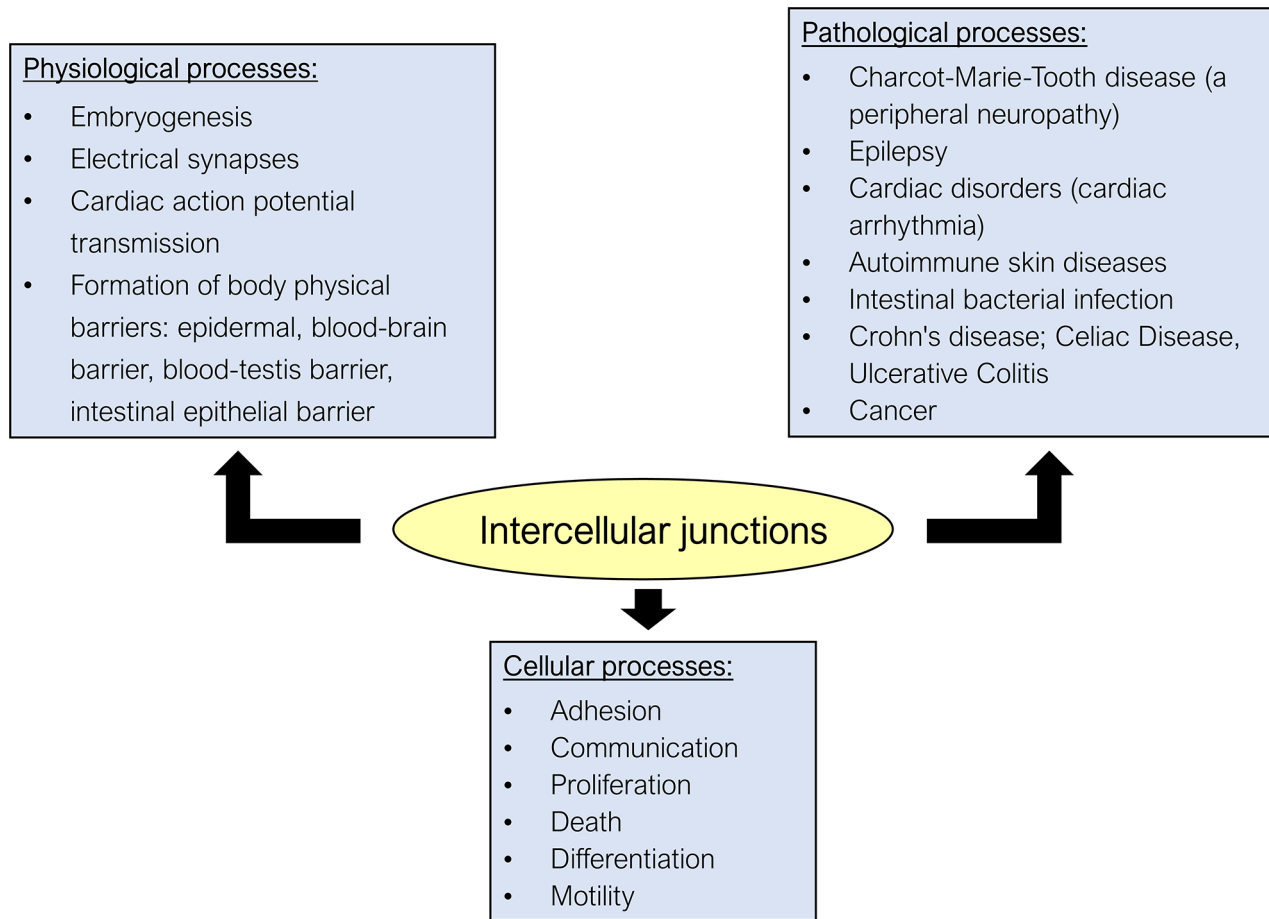 Physiological processes:
• Embryogenesis
• Electrical synapses
• Cardiac action potential
transmission
• Formation of body physical
barriers: epidermal, blood-brain
barrier, blood-testis barrier,
intestinal epithelial barrier
Pathological processes:
• Charcot-Marie-Tooth disease (a
peripheral neuropathy)
• Epilepsy
• Cardiac disorders (cardiac
arrhythmia)
• Autoimmune skin diseases
• Intestinal bacterial infection
• Crohn's disease; Celiac Disease,
Ulcerative Colitis
• Cancer
Intercellular junctions
Cellular processes:
• Adhesion
• Communication
• Proliferation
• Death
• Differentiation
• Motility